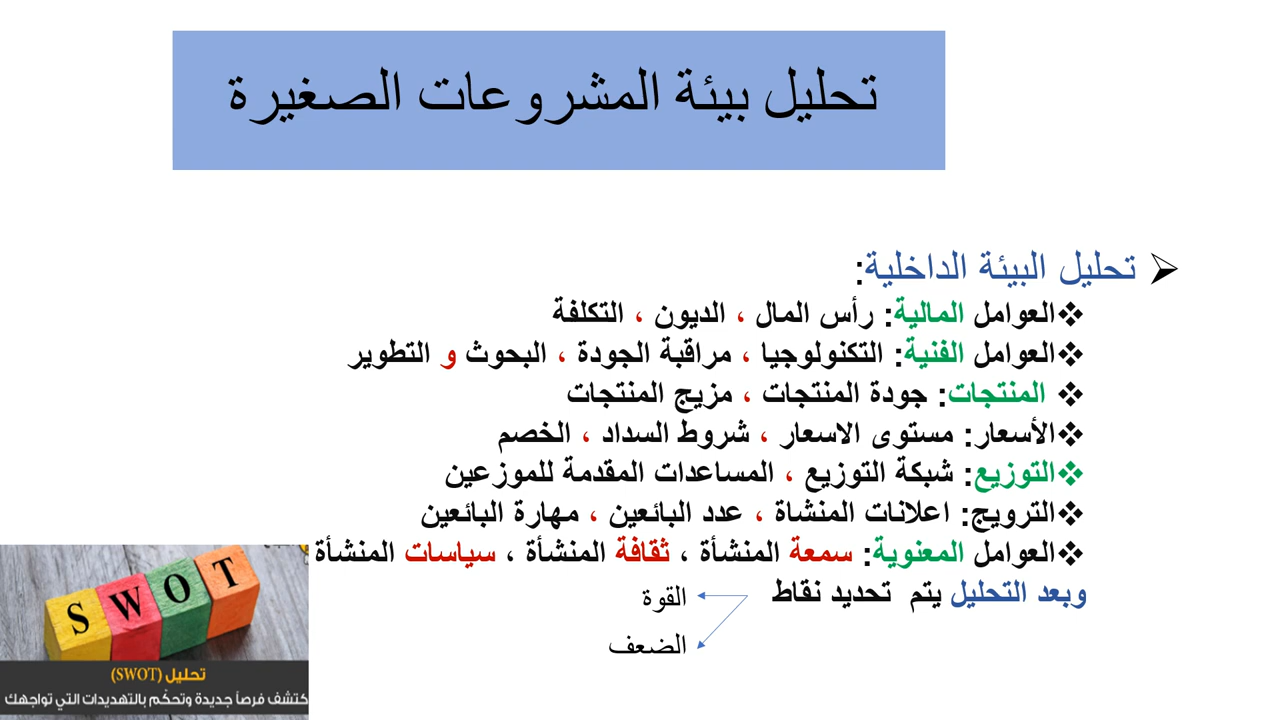 تحليل بيئة المشروعات الصغيرة
تحليل البيئة الداخلية:
العوامل المالية: رأس المال ، الديون ، التكلفة
العوامل الفنية: التكنولوجيا ، مراقبة الجودة ، البحوث و التطوير
المنتجات: جودة المنتجات ، مزيج المنتجات
الأسعار: مستوى الاسعار ، شروط السداد ، الخصم
التوزيع: شبكة التوزيع ، المساعدات المقدمة للموزعين
الترويج: اعلانات المنشاة ، عدد البائعين ، مهارة البائعين
العوامل المعنوية: سمعة المنشأة ، ثقافة المنشأة ، سياسات المنشأة
وبعد التحليل يتم تحديد نقاط
القوة
الضعف
S W O T
تحليل (SWOT)
كتشف فرصاً جديدة وتحكّم بالتهديدات التي تواجهك